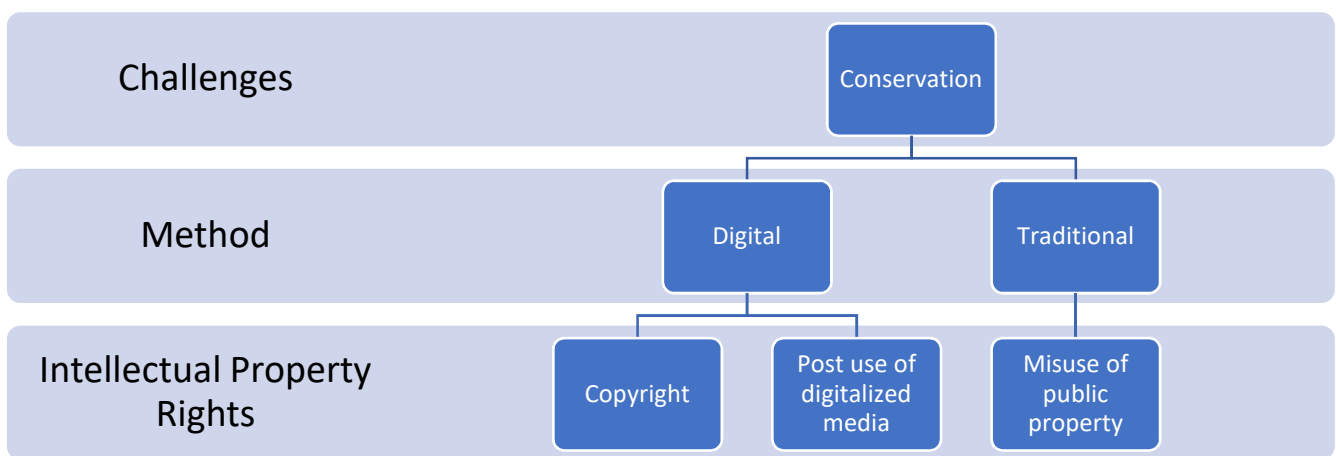 Challenges
Conservation
Method
Digital
Traditional
Intellectual Property
Rights
Copyright
Post use of
digitalized
media
Misuse of
public
property